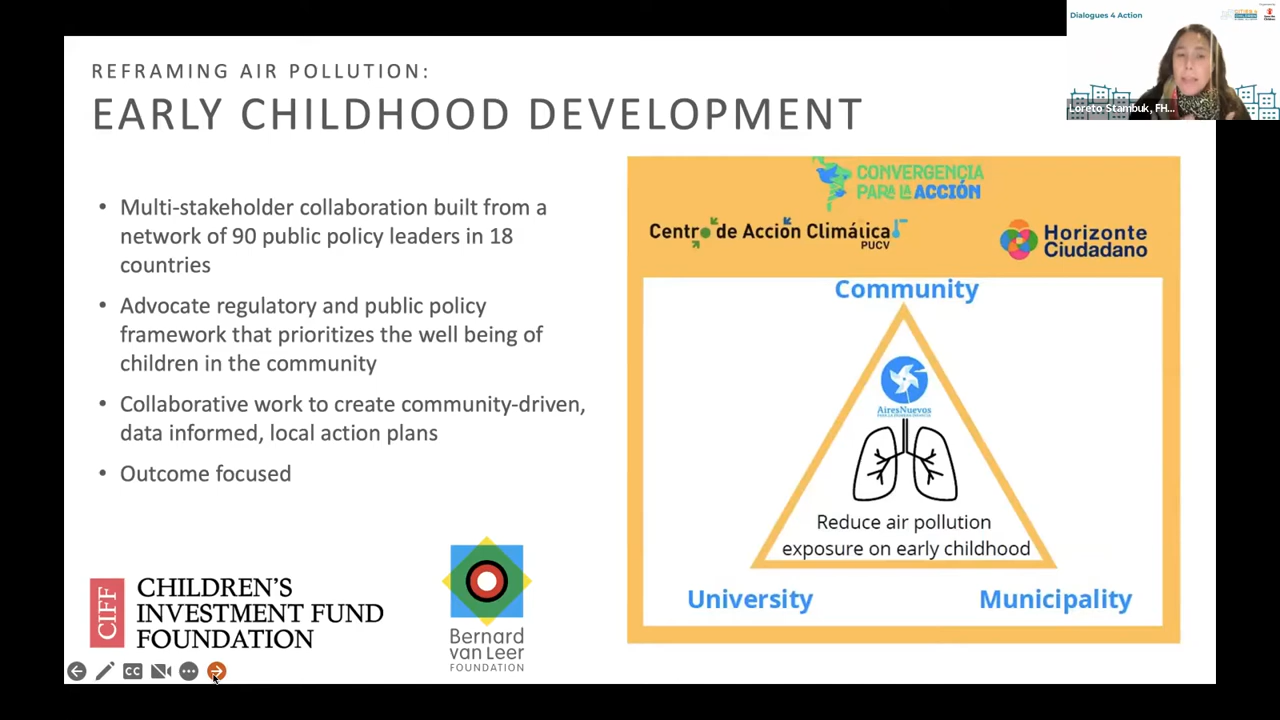 Dialogues 4 Action
Loreto Stambuk, FH...
REFRAMING AIR POLLUTION:
EARLY CHILDHOOD DEVELOPMENT
• Multi-stakeholder collaboration built from a
network of 90 public policy leaders in 18
countries
• Advocate regulatory and public policy
framework that prioritizes the well being of
children in the community
• Collaborative work to create community-driven,
data informed, local action plans
• Outcome focused
CIFF
CHILDREN'S
INVESTMENT FUND
FOUNDATION
Bernard
van Leer
FOUNDATION
CONVERGENCIA
PARA LA ACCIÓN
Centro de Acción Climática
PUCV
Horizonte
Ciudadano
Community
AiresNuevos
Reduce air pollution
exposure on early childhood
University
Municipality
CC